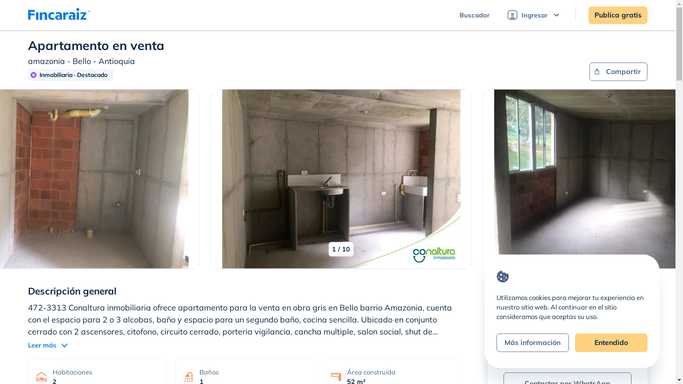 Fincaraíz
Buscador
Ingresar
Publica gratis
Apartamento en venta
amazonia - Bello - Antioquia
Inmobiliaria - Destacado
Compartir
1 / 10
conaltura
Descripción general
472-3313 Conaltura inmobiliaria ofrece apartamento para la venta en obra gris en Bello barrio Amazonia, cuenta
con el espacio para 2 o 3 alcobas, baño y espacio para un segundo baño, cocina sencilla. Ubicado en conjunto
cerrado con 2 ascensores, citofono, circuito cerrado, porteria vigilancia, cancha multiple, salon social, shut de...
Leer más
Habitaciones
2
Baños
1
Área construida
52 m²
Utilizamos cookies para mejorar tu experiencia en
nuestro sitio web. Al continuar en el sitio
consideramos que aceptas su uso.
Más información
Entendido
Contactar por WhatsApp